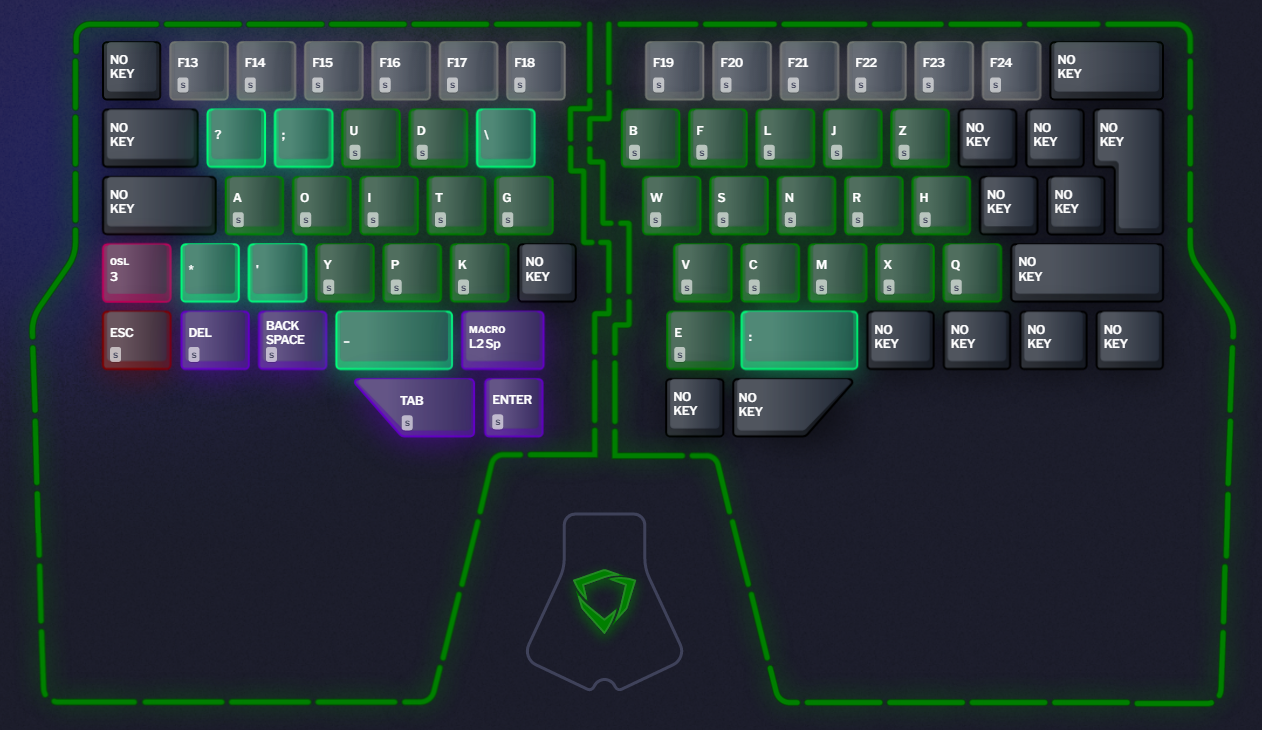 NO KEY F13 F14 F15 F16 F17 F18 F19 F20 F21 F22 F23 F24 NO KEY
s s s s s s s s s s s s
NO KEY ? ; U D \ B F L J Z NO KEY NO KEY NO KEY
s s s s s s s
NO KEY A O I T G W S N R H NO KEY NO KEY
s s s s s s s s s s
OSL 3 * ' Y P K NO KEY V C M X Q NO KEY
s s s s s s s s
ESC DEL BACK SPACE _ MACRO L2Sp E : NO KEY NO KEY NO KEY NO KEY
s s s s
TAB ENTER NO KEY NO KEY
s s